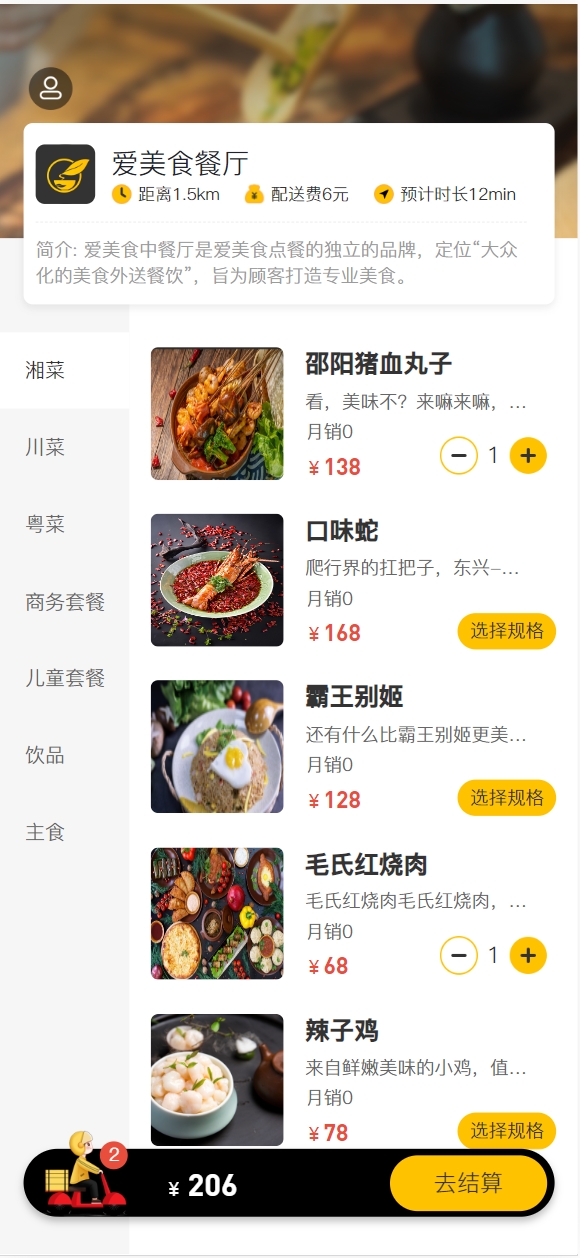 爱美食餐厅
距离1.5km 配送费6元 预计时长12min
简介: 爱美食中餐厅是爱美食点餐的独立的品牌，定位“大众
化的美食外送餐饮”，旨为顾客打造专业美食。
湘菜
川菜
粤菜
商务套餐
儿童套餐
饮品
主食
邵阳猪血丸子
看，美味不？来嘛来嘛，...
月销0
¥138
1
口味蛇
爬行界的扛把子，东兴–...
月销0
¥168
选择规格
霸王别姬
还有什么比霸王别姬更美...
月销0
¥128
选择规格
毛氏红烧肉
毛氏红烧肉毛氏红烧肉，...
月销0
¥68
1
辣子鸡
来自鲜嫩美味的小鸡，值...
月销0
¥78
选择规格
2
¥ 206
去结算